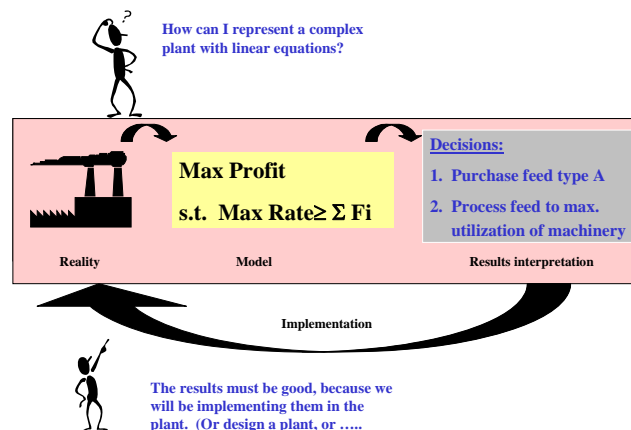 ?
How can I represent a complex
plant with linear equations?
Max Profit
s.t. Max Rate≥ Σ Fi
Decisions:
1. Purchase feed type A
2. Process feed to max.
utilization of machinery
Reality
Model
Results interpretation
Implementation
The results must be good, because we
will be implementing them in the
plant. (Or design a plant, or …..